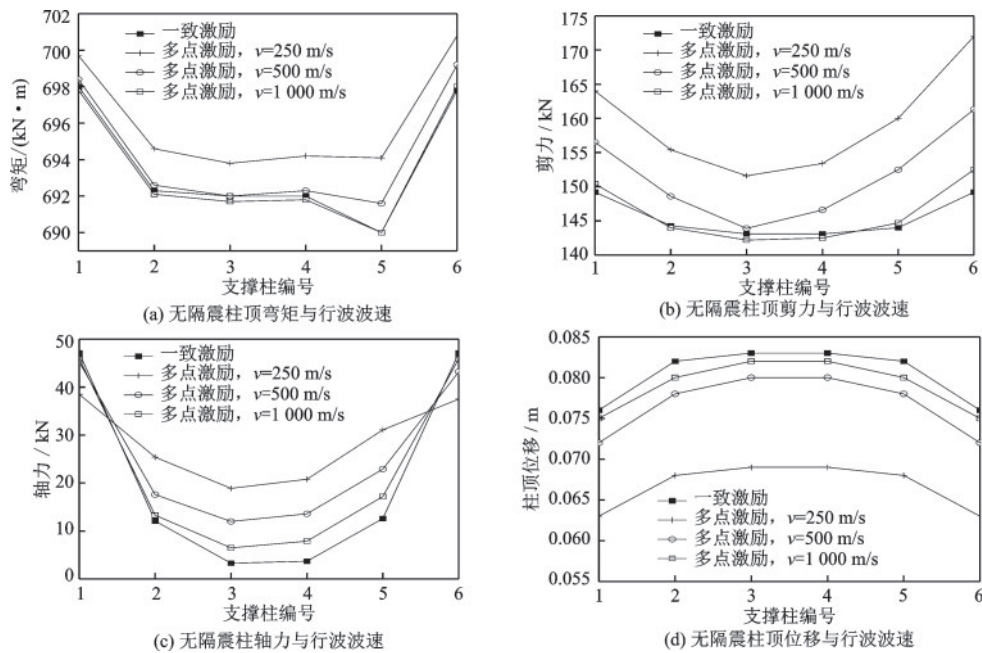 702
700
698
696
694
692
690
弯矩/(kN·m)
一致激励
多点激励，v=250 m/s
多点激励，v=500 m/s
多点激励，v=1 000 m/s
1 2 3 4 5 6
支撑柱编号
(a) 无隔震柱顶弯矩与行波波速
175
170
165
160
155
150
145
140
剪力 / kN
一致激励
多点激励，v=250 m/s
多点激励，v=500 m/s
多点激励，v=1 000 m/s
1 2 3 4 5 6
支撑柱编号
(b) 无隔震柱顶剪力与行波波速
50
40
30
20
10
0
轴力 / kN
一致激励
多点激励，v=250 m/s
多点激励，v=500 m/s
多点激励，v=1 000 m/s
1 2 3 4 5 6
支撑柱编号
(c) 无隔震柱轴力与行波波速
0.085
0.080
0.075
0.070
0.065
0.060
0.055
柱顶位移 / m
一致激励
多点激励，v=250 m/s
多点激励，v=500 m/s
多点激励，v=1 000 m/s
1 2 3 4 5 6
支撑柱编号
(d) 无隔震柱顶位移与行波波速